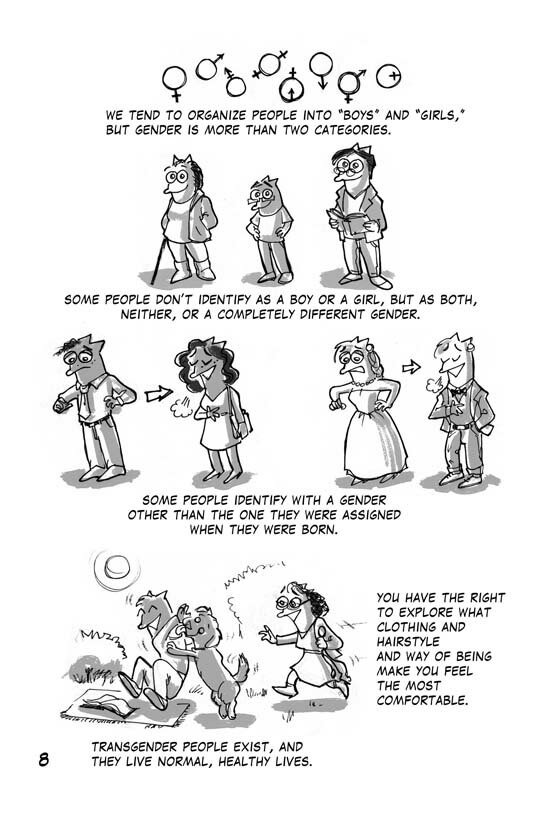 WE TEND TO ORGANIZE PEOPLE INTO "BOYS" AND "GIRLS,"
BUT GENDER IS MORE THAN TWO CATEGORIES.
SOME PEOPLE DON'T IDENTIFY AS A BOY OR A GIRL, BUT AS BOTH,
NEITHER, OR A COMPLETELY DIFFERENT GENDER.
SOME PEOPLE IDENTIFY WITH A GENDER
OTHER THAN THE ONE THEY WERE ASSIGNED
WHEN THEY WERE BORN.
YOU HAVE THE RIGHT
TO EXPLORE WHAT
CLOTHING AND
HAIRSTYLE
AND WAY OF BEING
MAKE YOU FEEL
THE MOST
COMFORTABLE.
TRANSGENDER PEOPLE EXIST, AND
THEY LIVE NORMAL, HEALTHY LIVES.
8